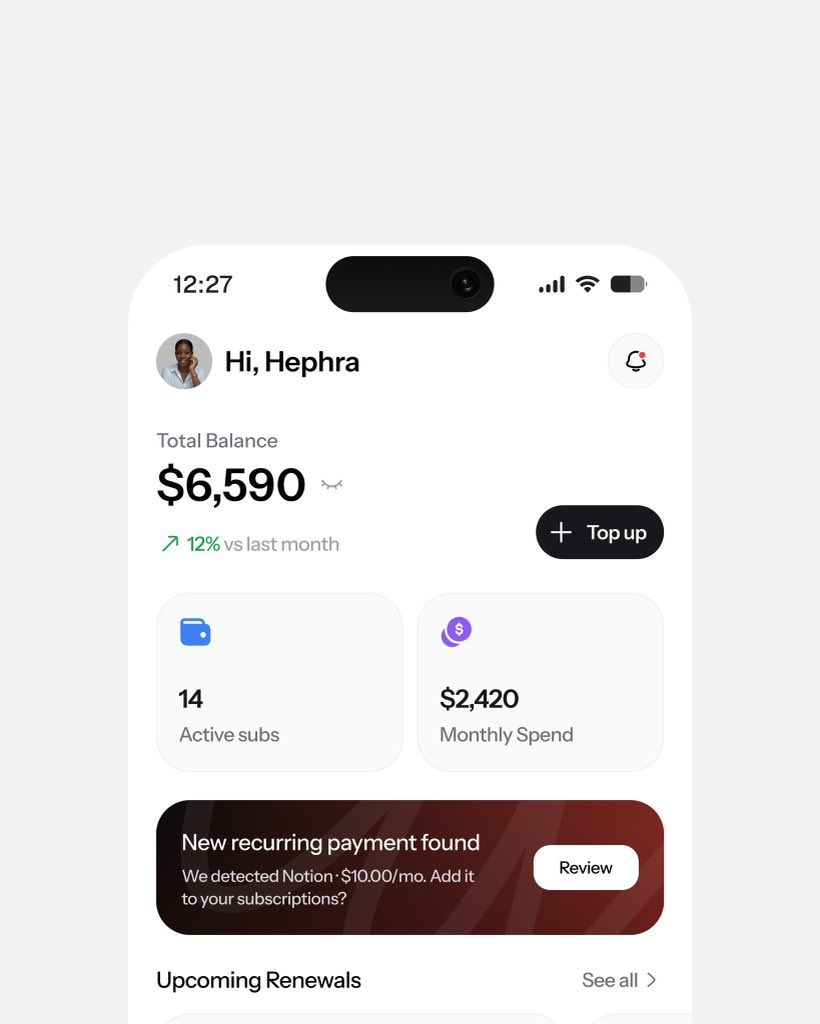 12:27
Hi, Hephra
Total Balance
$6,590
12% vs last month
Top up
14
Active subs
$
$2,420
Monthly Spend
New recurring payment found
We detected Notion · $10.00/mo. Add it
to your subscriptions?
Review
Upcoming Renewals
See all